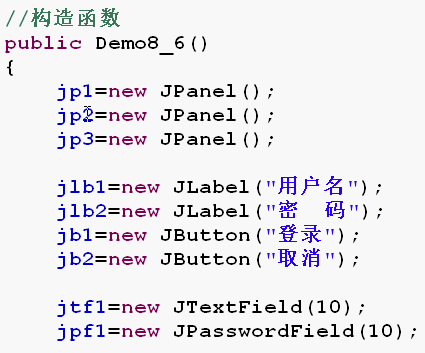 //构造函数
public Demo8_6()
{
jp1=new JPanel();
jp2=new JPanel();
jp3=new JPanel();
jlb1=new JLabel("用户名");
jlb2=new JLabel("密  码");
jb1=new JButton("登录");
jb2=new JButton("取消");
jtf1=new JTextField(10);
jpf1=new JPasswordField(10);